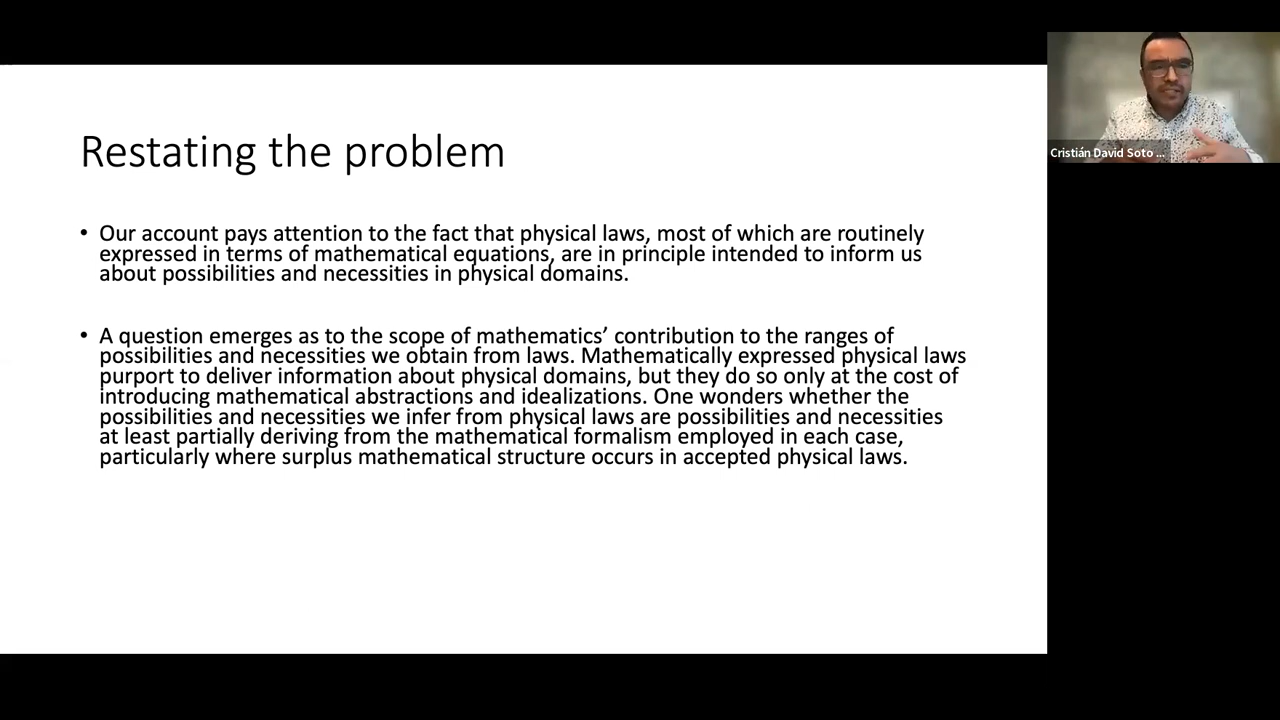 Restating the problem
• Our account pays attention to the fact that physical laws, most of which are routinely
expressed in terms of mathematical equations, are in principle intended to inform us
about possibilities and necessities in physical domains.
• A question emerges as to the scope of mathematics’ contribution to the ranges of
possibilities and necessities we obtain from laws. Mathematically expressed physical laws
purport to deliver information about physical domains, but they do so only at the cost of
introducing mathematical abstractions and idealizations. One wonders whether the
possibilities and necessities we infer from physical laws are possibilities and necessities
at least partially deriving from the mathematical formalism employed in each case,
particularly where surplus mathematical structure occurs in accepted physical laws.
Cristián David Soto ...